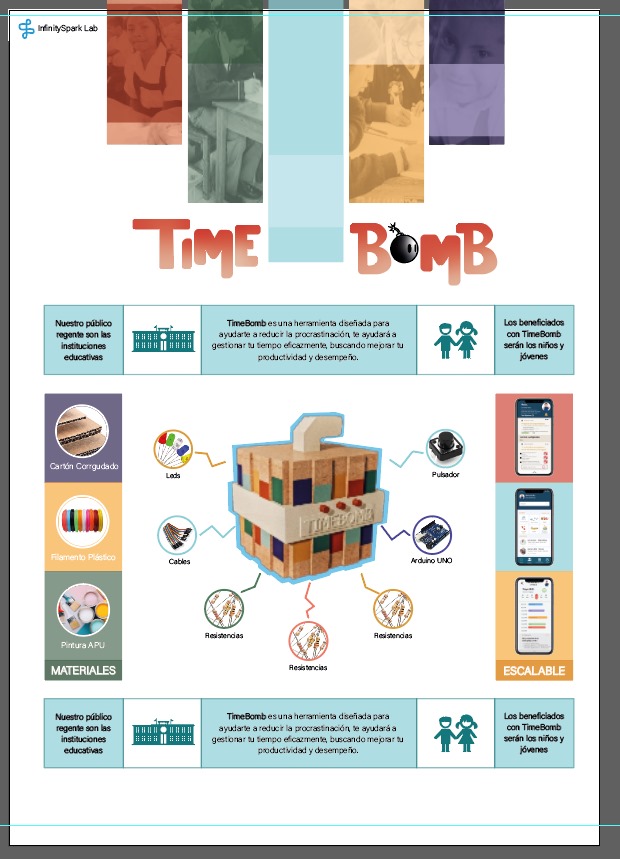 InfinitySpark Lab
TIME BOMB
Nuestro público
regente son las
instituciones
educativas
TimeBomb es una herramienta diseñada para
ayudarte a reducir la procrastinación, te ayudará a
gestionar tu tiempo eficazmente, buscando mejorar tu
productividad y desempeño.
Los beneficiados
con TimeBomb
serán los niños y
jóvenes
Cartón Corrgudado
Filamento Plástico
Pintura APU
MATERIALES
Leds
Pulsador
TIMEBOMB
Cables
Arduino UNO
Resistencias
Resistencias
Resistencias
ESCALABLE
Nuestro público
regente son las
instituciones
educativas
TimeBomb es una herramienta diseñada para
ayudarte a reducir la procrastinación, te ayudará a
gestionar tu tiempo eficazmente, buscando mejorar tu
productividad y desempeño.
Los beneficiados
con TimeBomb
serán los niños y
jóvenes